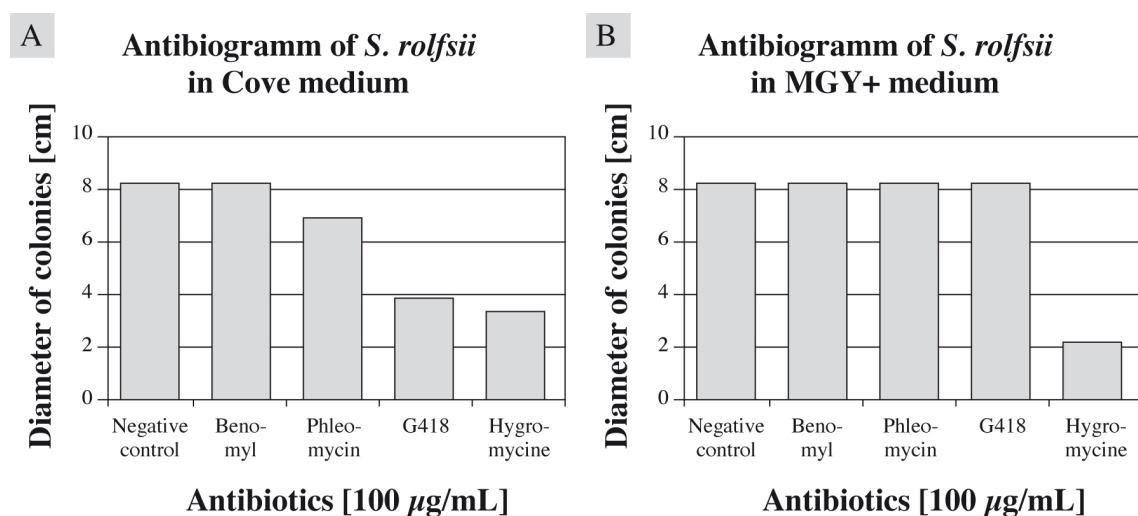 A
Antibiogramm of S. rolfsii
in Cove medium
Diameter of colonies [cm]
10
8
6
4
2
0
Negative
control
Beno-
myl
Phleo-
mycin
G418
Hygro-
mycine
Antibiotics [100 µg/mL]
B
Antibiogramm of S. rolfsii
in MGY+ medium
Diameter of colonies [cm]
10
8
6
4
2
0
Negative
control
Beno-
myl
Phleo-
mycin
G418
Hygro-
mycine
Antibiotics [100 µg/mL]